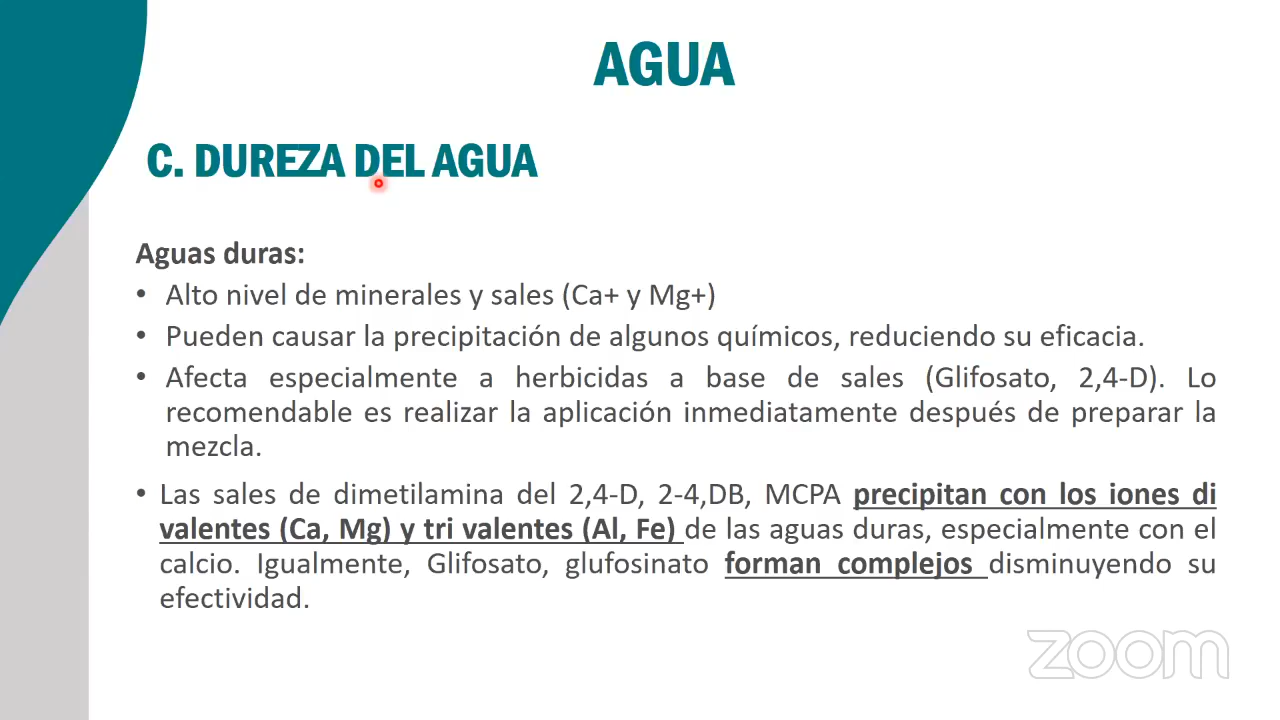 AGUA
C. DUREZA DEL AGUA
Aguas duras:
• Alto nivel de minerales y sales (Ca+ y Mg+)
• Pueden causar la precipitación de algunos químicos, reduciendo su eficacia.
• Afecta especialmente a herbicidas a base de sales (Glifosato, 2,4-D). Lo
recomendable es realizar la aplicación inmediatamente después de preparar la
mezcla.
• Las sales de dimetilamina del 2,4-D, 2-4,DB, MCPA precipitan con los iones di
valentes (Ca, Mg) y tri valentes (Al, Fe) de las aguas duras, especialmente con el
calcio. Igualmente, Glifosato, glufosinato forman complejos disminuyendo su
efectividad.
zoom